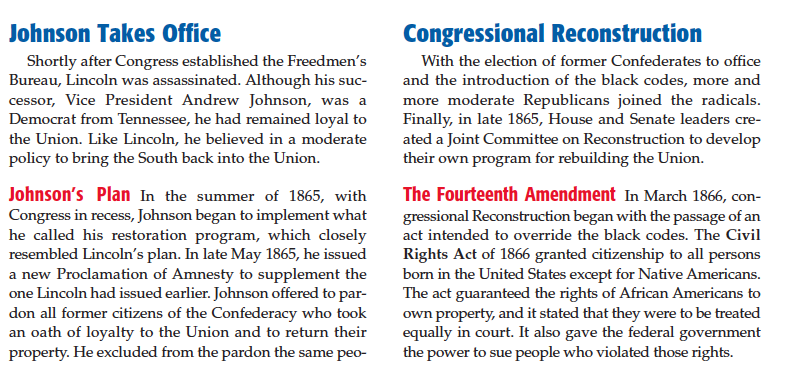 Johnson Takes Office
Shortly after Congress established the Freedmen's
Bureau, Lincoln was assassinated. Although his suc-
cessor, Vice President Andrew Johnson, was a
Democrat from Tennessee, he had remained loyal to
the Union. Like Lincoln, he believed in a moderate
policy to bring the South back into the Union.
Johnson's Plan In the summer of 1865, with
Congress in recess, Johnson began to implement what
he called his restoration program, which closely
resembled Lincoln's plan. In late May 1865, he issued
a new Proclamation of Amnesty to supplement the
one Lincoln had issued earlier. Johnson offered to par-
don all former citizens of the Confederacy who took
an oath of loyalty to the Union and to return their
property. He excluded from the pardon the same peo-
Congressional Reconstruction
With the election of former Confederates to office
and the introduction of the black codes, more and
more moderate Republicans joined the radicals.
Finally, in late 1865, House and Senate leaders cre-
ated a Joint Committee on Reconstruction to develop
their own program for rebuilding the Union.
The Fourteenth Amendment In March 1866, con-
gressional Reconstruction began with the passage of an
act intended to override the black codes. The Civil
Rights Act of 1866 granted citizenship to all persons
born in the United States except for Native Americans.
The act guaranteed the rights of African Americans to
own property, and it stated that they were to be treated
equally in court. It also gave the federal government
the power to sue people who violated those rights.